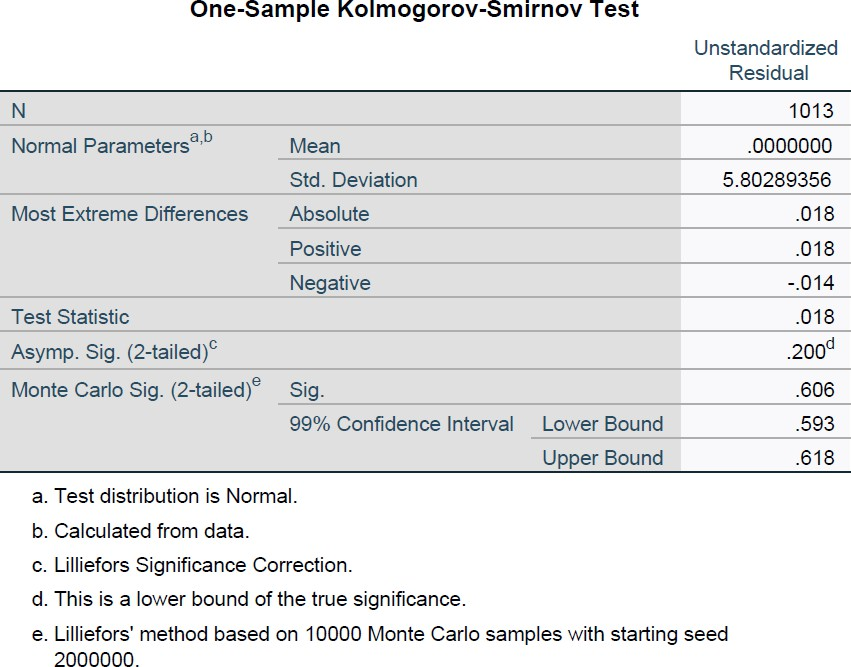 One-Sample Kolmogorov-Smirnov Test
Unstandardized
Residual
N 1013
Normal Parametersa,b Mean .0000000
Std. Deviation 5.80289356
Most Extreme Differences Absolute .018
Positive .018
Negative -.014
Test Statistic .018
Asymp. Sig. (2-tailed)c .200d
Monte Carlo Sig. (2-tailed)e Sig. .606
99% Confidence Interval Lower Bound .593
Upper Bound .618
a. Test distribution is Normal.
b. Calculated from data.
c. Lilliefors Significance Correction.
d. This is a lower bound of the true significance.
e. Lilliefors' method based on 10000 Monte Carlo samples with starting seed
2000000.